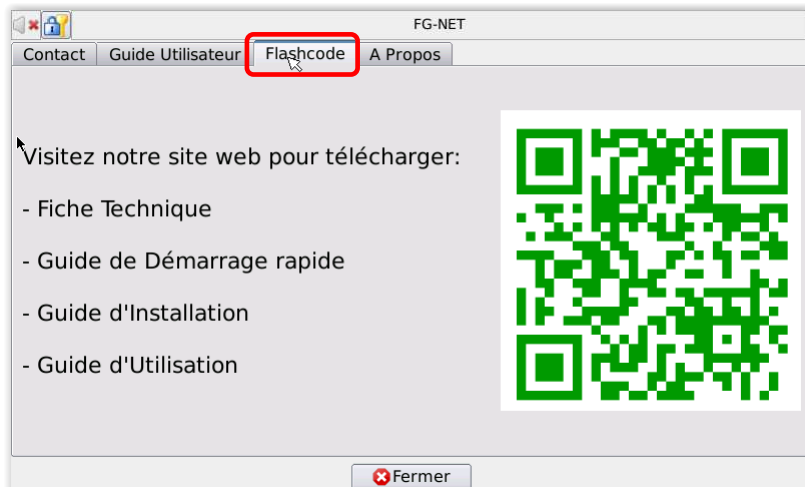 FG-NET
Contact Guide Utilisateur Flashcode A Propos
Visitez notre site web pour télécharger:
- Fiche Technique
- Guide de Démarrage rapide
- Guide d'Installation
- Guide d'Utilisation
Fermer